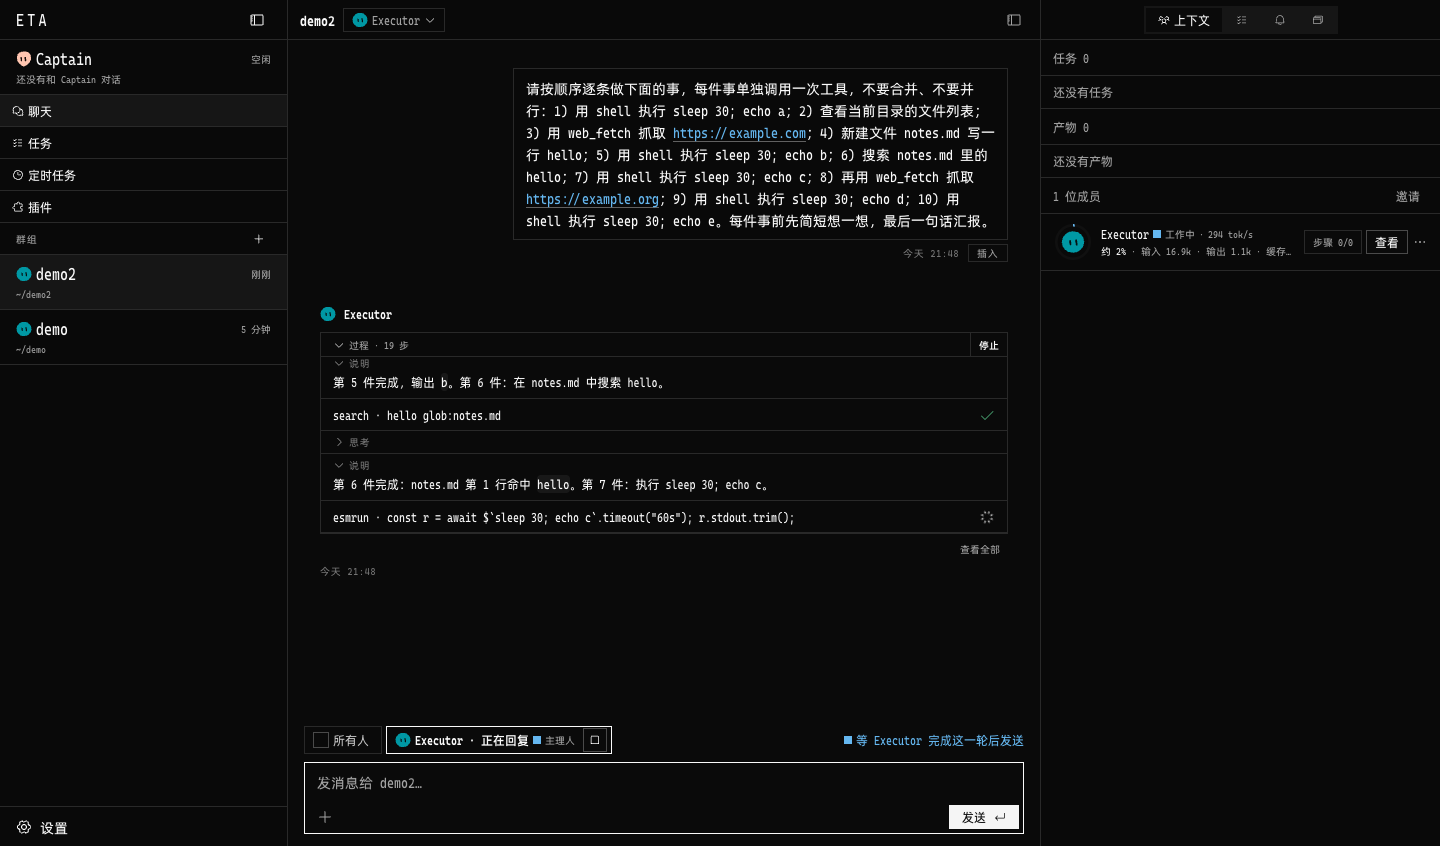 ETA
Captain
空闲
还没有和 Captain 对话
聊天
任务
定时任务
插件
群组
demo2
刚刚
~/demo2
demo
5 分钟
~/demo
设置
demo2
Executor
请按顺序逐条做下面的事, 每件事单独调用一次工具, 不要合并、不要并
行: 1) 用 shell 执行 sleep 30; echo a; 2) 查看当前目录的文件列表;
3) 用 web_fetch 抓取 https://example.com; 4) 新建文件 notes.md 写一
行 hello; 5) 用 shell 执行 sleep 30; echo b; 6) 搜索 notes.md 里的
hello; 7) 用 shell 执行 sleep 30; echo c; 8) 再用 web_fetch 抓取
https://example.org; 9) 用 shell 执行 sleep 30; echo d; 10) 用
shell 执行 sleep 30; echo e。每件事前先简短想一想, 最后一句话汇报。
今天 21:48
插入
Executor
过程 · 19 步
停止
说明
第 5 件完成, 输出 b。第 6 件: 在 notes.md 中搜索 hello。
search · hello glob:notes.md
思考
说明
第 6 件完成: notes.md 第 1 行命中 hello。第 7 件: 执行 sleep 30; echo c。
esmrun · const r = await $`sleep 30; echo c`.timeout("60s"); r.stdout.trim();
查看全部
今天 21:48
所有人
Executor · 正在回复
主理人
等 Executor 完成这一轮后发送
发消息给 demo2…
发送
上下文
任务 0
还没有任务
产物 0
还没有产物
1 位成员
邀请
Executor 工作中 · 294 tok/s
约 2% · 输入 16.9k · 输出 1.1k · 缓存…
步骤 0/0
查看